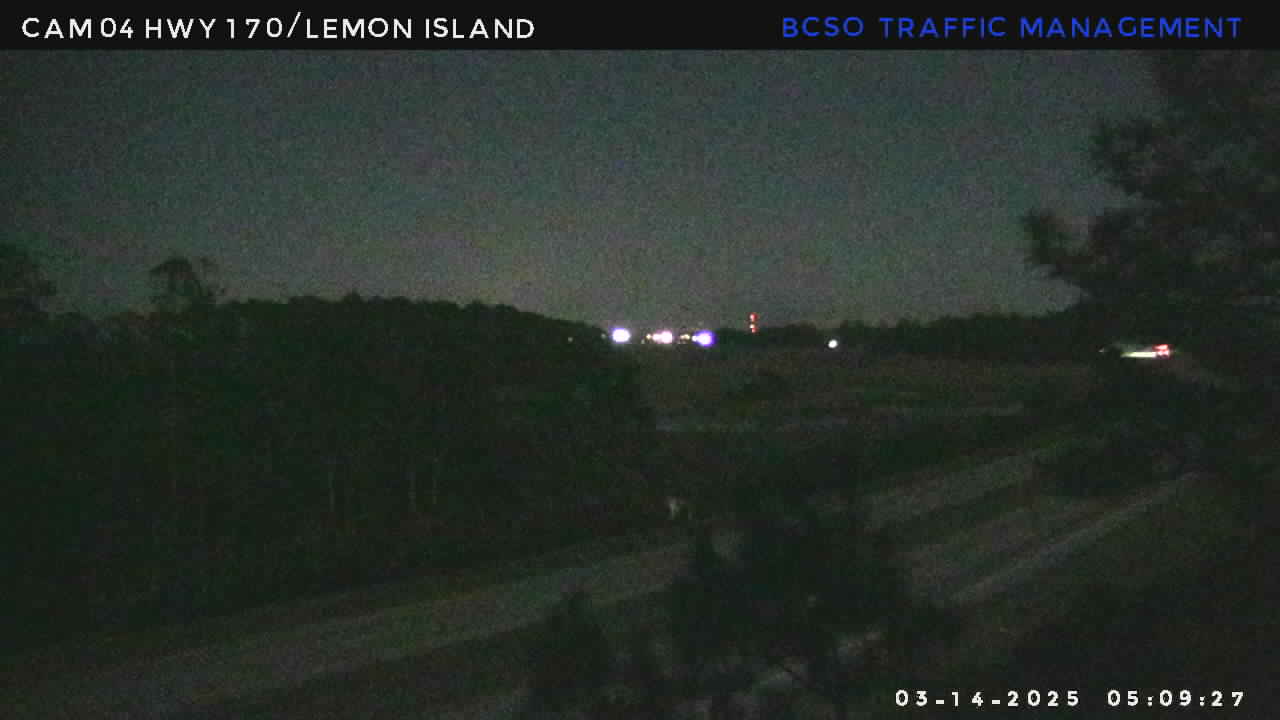 CAM04 HWY 170/LEMON ISLAND
BCSO TRAFFIC MANAGEMENT
03-14-2025 05:09:27